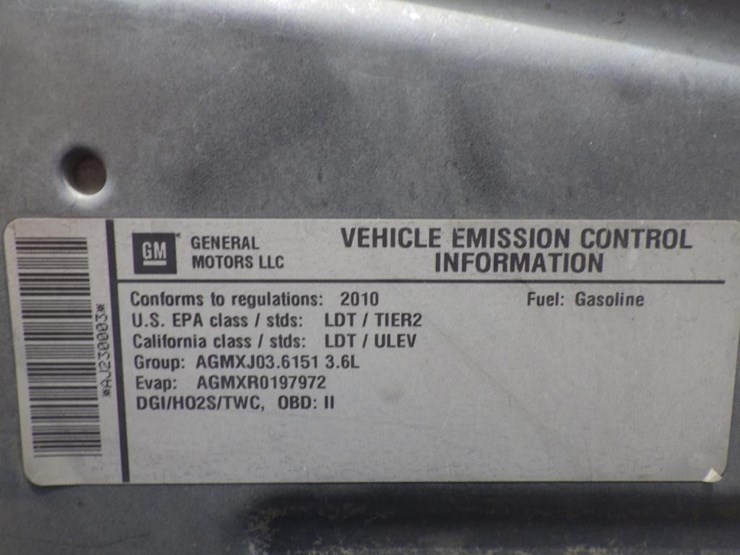 *AJ230003*
GM
GENERAL
MOTORS LLC
VEHICLE EMISSION CONTROL
INFORMATION
Conforms to regulations: 2010
Fuel: Gasoline
U.S. EPA class / stds: LDT / TIER2
California class / stds: LDT / ULEV
Group: AGMXJ03.6151 3.6L
Evap: AGMXR0197972
DGI/HO2S/TWC, OBD: II